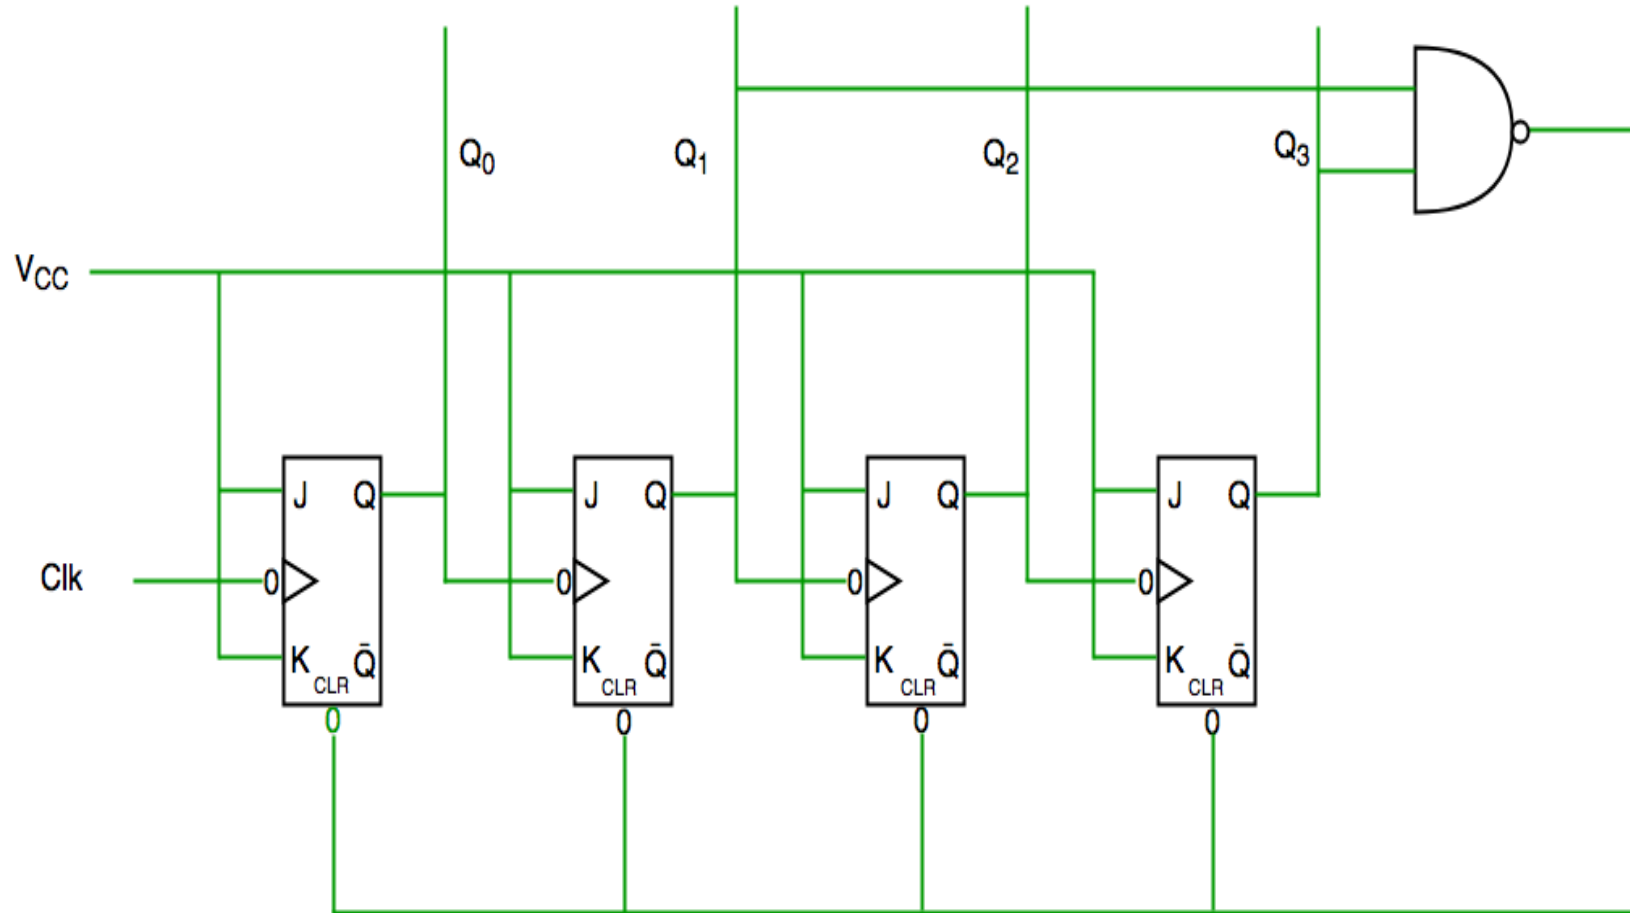 Q0 Q1 Q2 Q3
VCC
J Q J Q J Q J Q
Clk 0 0 0 0
K Q̄ K Q̄ K Q̄ K Q̄
CLR CLR CLR CLR
0 0 0 0